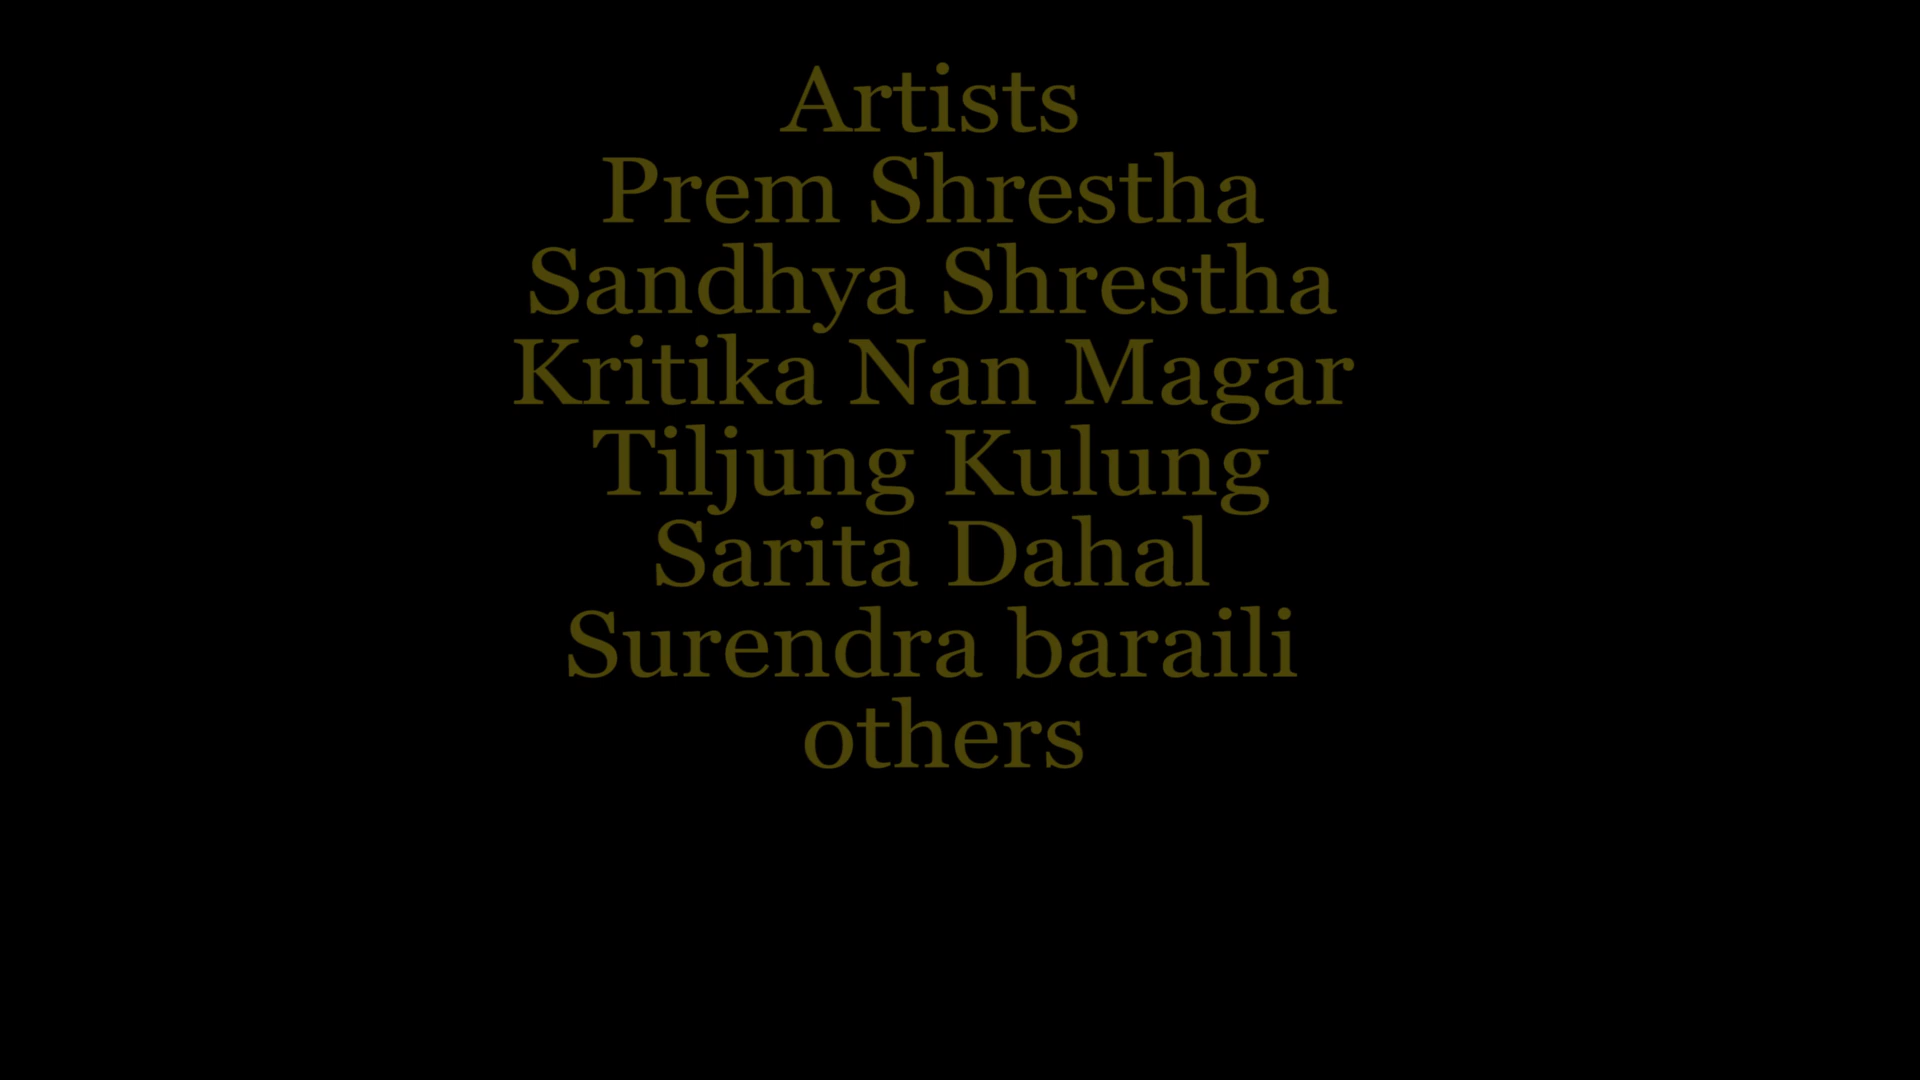 Artists
Prem Shrestha
Sandhya Shrestha
Kritika Nan Magar
Tiljung Kulung
Sarita Dahal
Surendra baraili
others